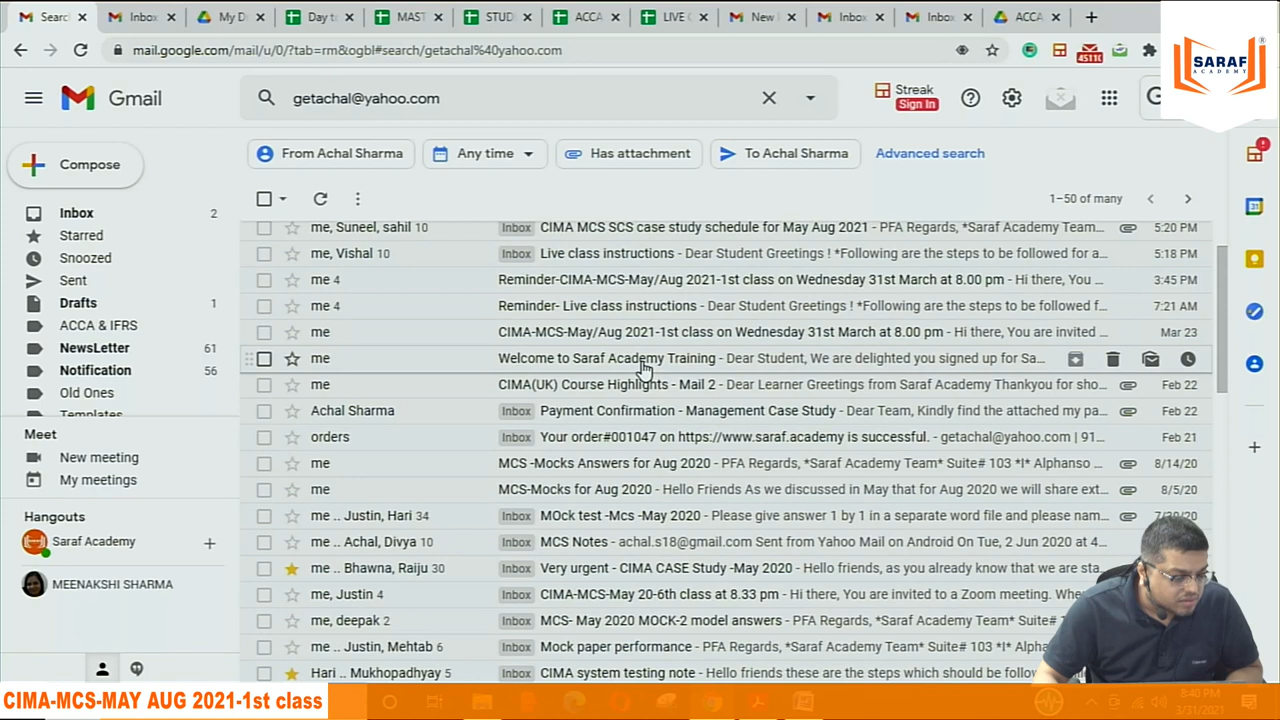 Search
Inbox
My D
Day t
MAST
STUD
ACCA
LIVE
New
Inbox
Inbox
ACCA
mail.google.com/mail/u/0/?tab=rm&ogbl#search/getachal%40yahoo.com
45110
SARAF
ACADEMY
Gmail
getachal@yahoo.com
Streak
Sign In
Compose
From Achal Sharma
Any time
Has attachment
To Achal Sharma
Advanced search
1–50 of many
Inbox 2
Starred
Snoozed
Sent
Drafts 1
ACCA & IFRS
NewsLetter 61
Notification 56
Old Ones
Templates
Meet
New meeting
My meetings
Hangouts
Saraf Academy
MEENAKSHI SHARMA
me, Suneel, sahil 10 Inbox CIMA MCS SCS case study schedule for May Aug 2021 - PFA Regards, *Saraf Academy Team... 5:20 PM
me, Vishal 10 Inbox Live class instructions - Dear Student Greetings ! *Following are the steps to be followed for a... 5:18 PM
me 4 Reminder-CIMA-MCS-May/Aug 2021-1st class on Wednesday 31st March at 8.00 pm - Hi there, You ... 3:45 PM
me 4 Reminder- Live class instructions - Dear Student Greetings ! *Following are the steps to be followed f... 7:21 AM
me CIMA-MCS-May/Aug 2021-1st class on Wednesday 31st March at 8.00 pm - Hi there, You are invited ... Mar 23
me Welcome to Saraf Academy Training - Dear Student, We are delighted you signed up for Sa...
me CIMA(UK) Course Highlights - Mail 2 - Dear Learner Greetings from Saraf Academy Thankyou for sho... Feb 22
Achal Sharma Inbox Payment Confirmation - Management Case Study - Dear Team, Kindly find the attached my pa... Feb 22
orders Inbox Your order#001047 on https://www.saraf.academy is successful. - getachal@yahoo.com | 91... Feb 21
me MCS -Mocks Answers for Aug 2020 - PFA Regards, *Saraf Academy Team* Suite# 103 *I* Alphanso ... 8/14/20
me MCS-Mocks for Aug 2020 - Hello Friends As we discussed in May that for Aug 2020 we will share ext... 8/5/20
me .. Justin, Hari 34 Inbox MOck test -Mcs -May 2020 - Please give answer 1 by 1 in a separate word file and please nam...
me .. Achal, Divya 10 Inbox MCS Notes - achal.s18@gmail.com Sent from Yahoo Mail on Android On Tue, 2 Jun 2020 at 4...
me .. Bhawna, Raiju 30 Inbox Very urgent - CIMA CASE Study -May 2020 - Hello friends, as you already know that we are sta...
me, Justin 4 Inbox CIMA-MCS-May 20-6th class at 8.33 pm - Hi there, You are invited to a Zoom meeting. Whe
me, deepak 2 Inbox MCS- May 2020 MOCK-2 model answers - PFA Regards, *Saraf Academy Team* Suite#
me .. Justin, Mehtab 6 Inbox Mock paper performance - PFA Regards, *Saraf Academy Team* Suite# 103
Hari .. Mukhopadhyay 5 Inbox CIMA system testing note - Hello friends these are the steps which should be follow
CIMA-MCS-MAY AUG 2021-1st class
8:40 PM
3/31/2021